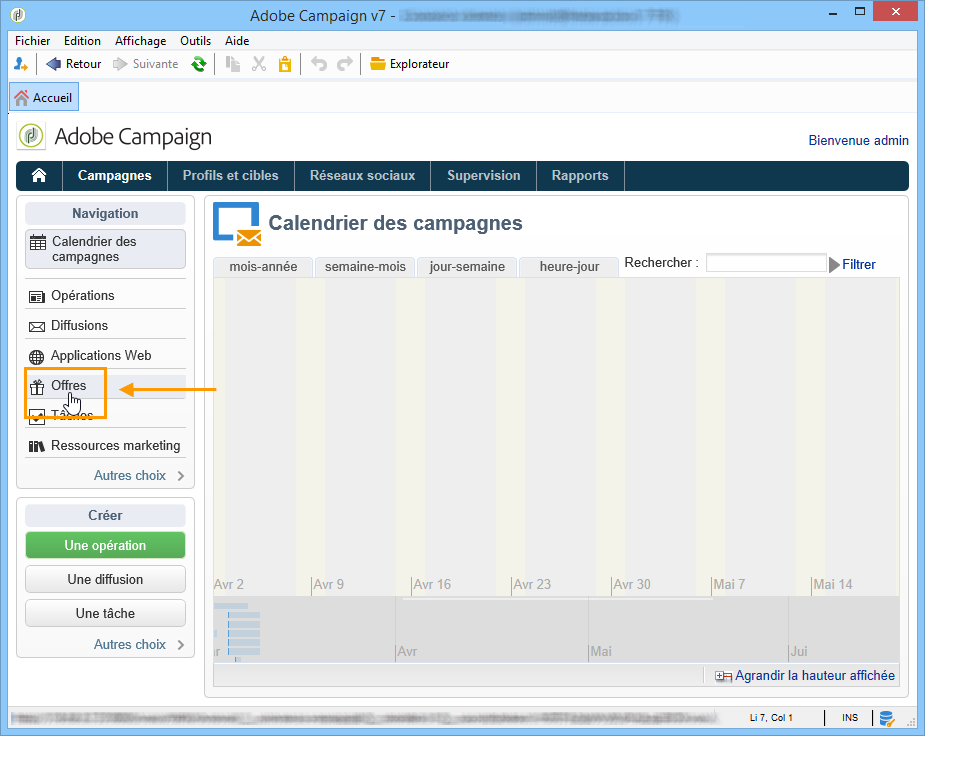 Adobe Campaign v7 -
Fichier Edition Affichage Outils Aide
Retour Suivante Explorateur
Accueil
Adobe Campaign
Bienvenue admin
Campagnes Profils et cibles Réseaux sociaux Supervision Rapports
Navigation
Calendrier des
campagnes
Opérations
Diffusions
Applications Web
Offres
Tâches
Ressources marketing
Autres choix
Créer
Une opération
Une diffusion
Une tâche
Autres choix
Calendrier des campagnes
mois-année semaine-mois jour-semaine heure-jour Rechercher : Filtrer
Avr 2 Avr 9 Avr 16 Avr 23 Avr 30 Mai 7 Mai 14
r Avr Mai Jui
Agrandir la hauteur affichée
Li 7, Col 1 INS